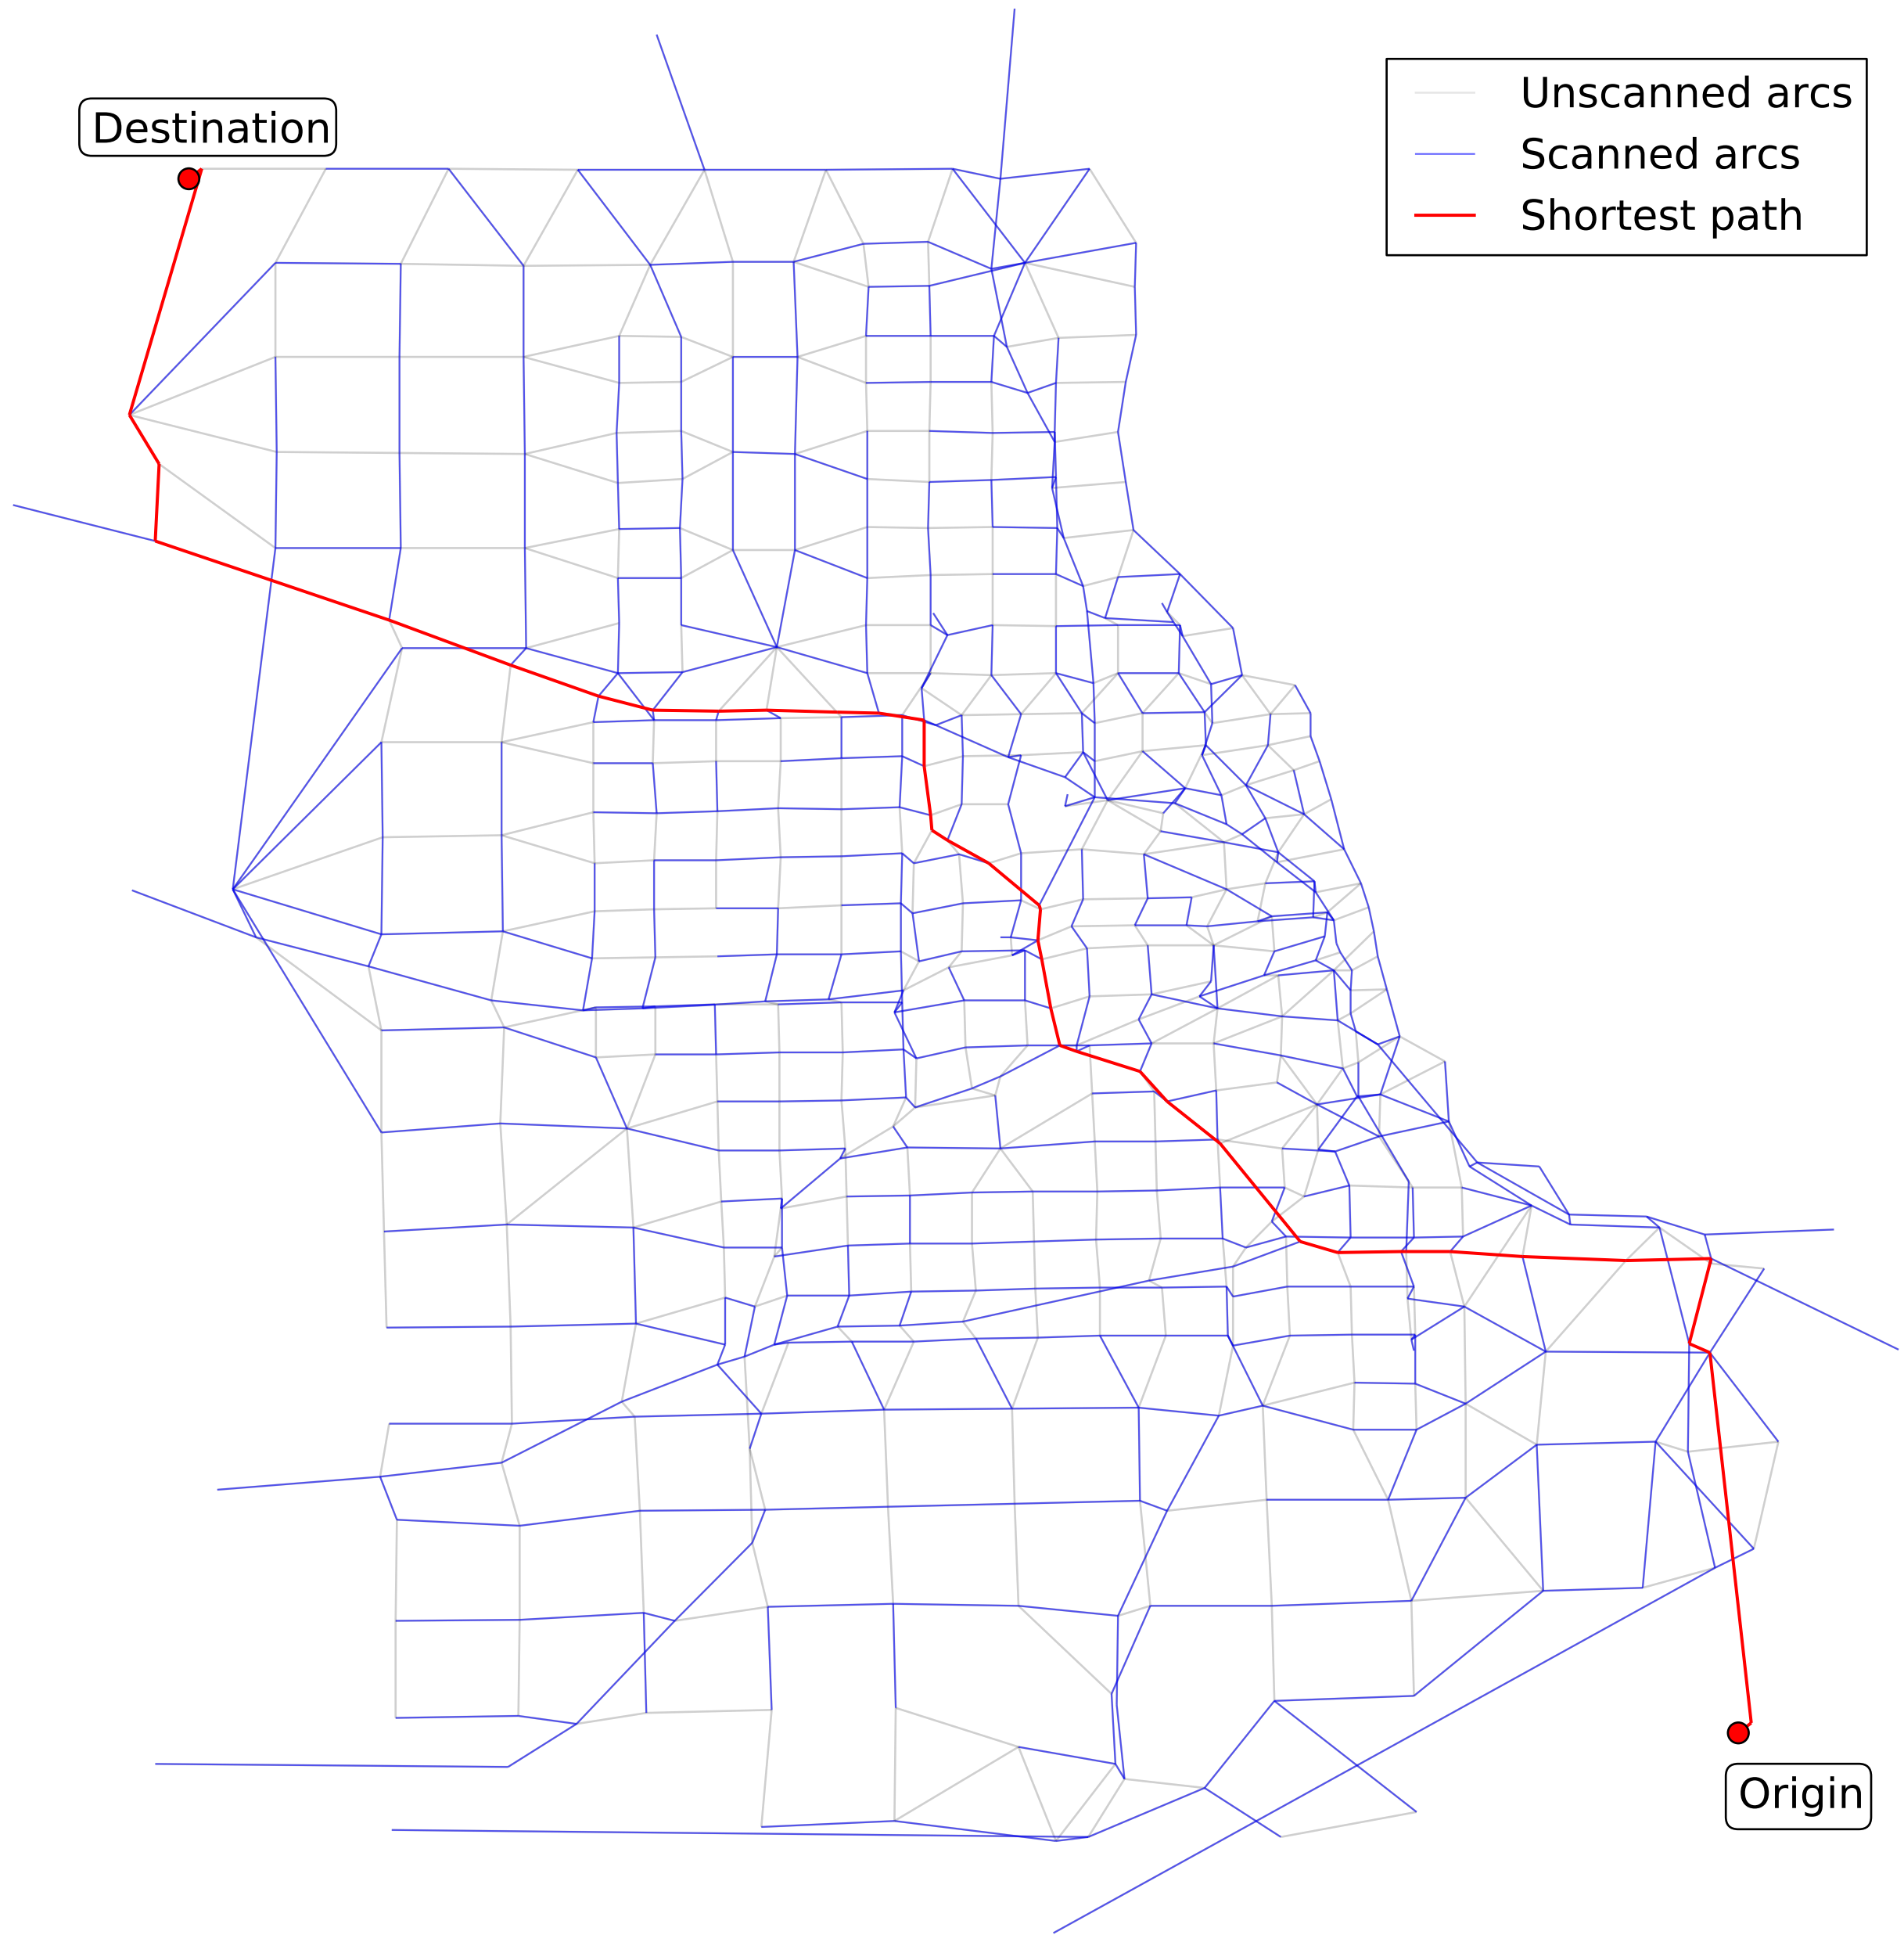 Destination
Unscanned arcs
Scanned arcs
Shortest path
Origin